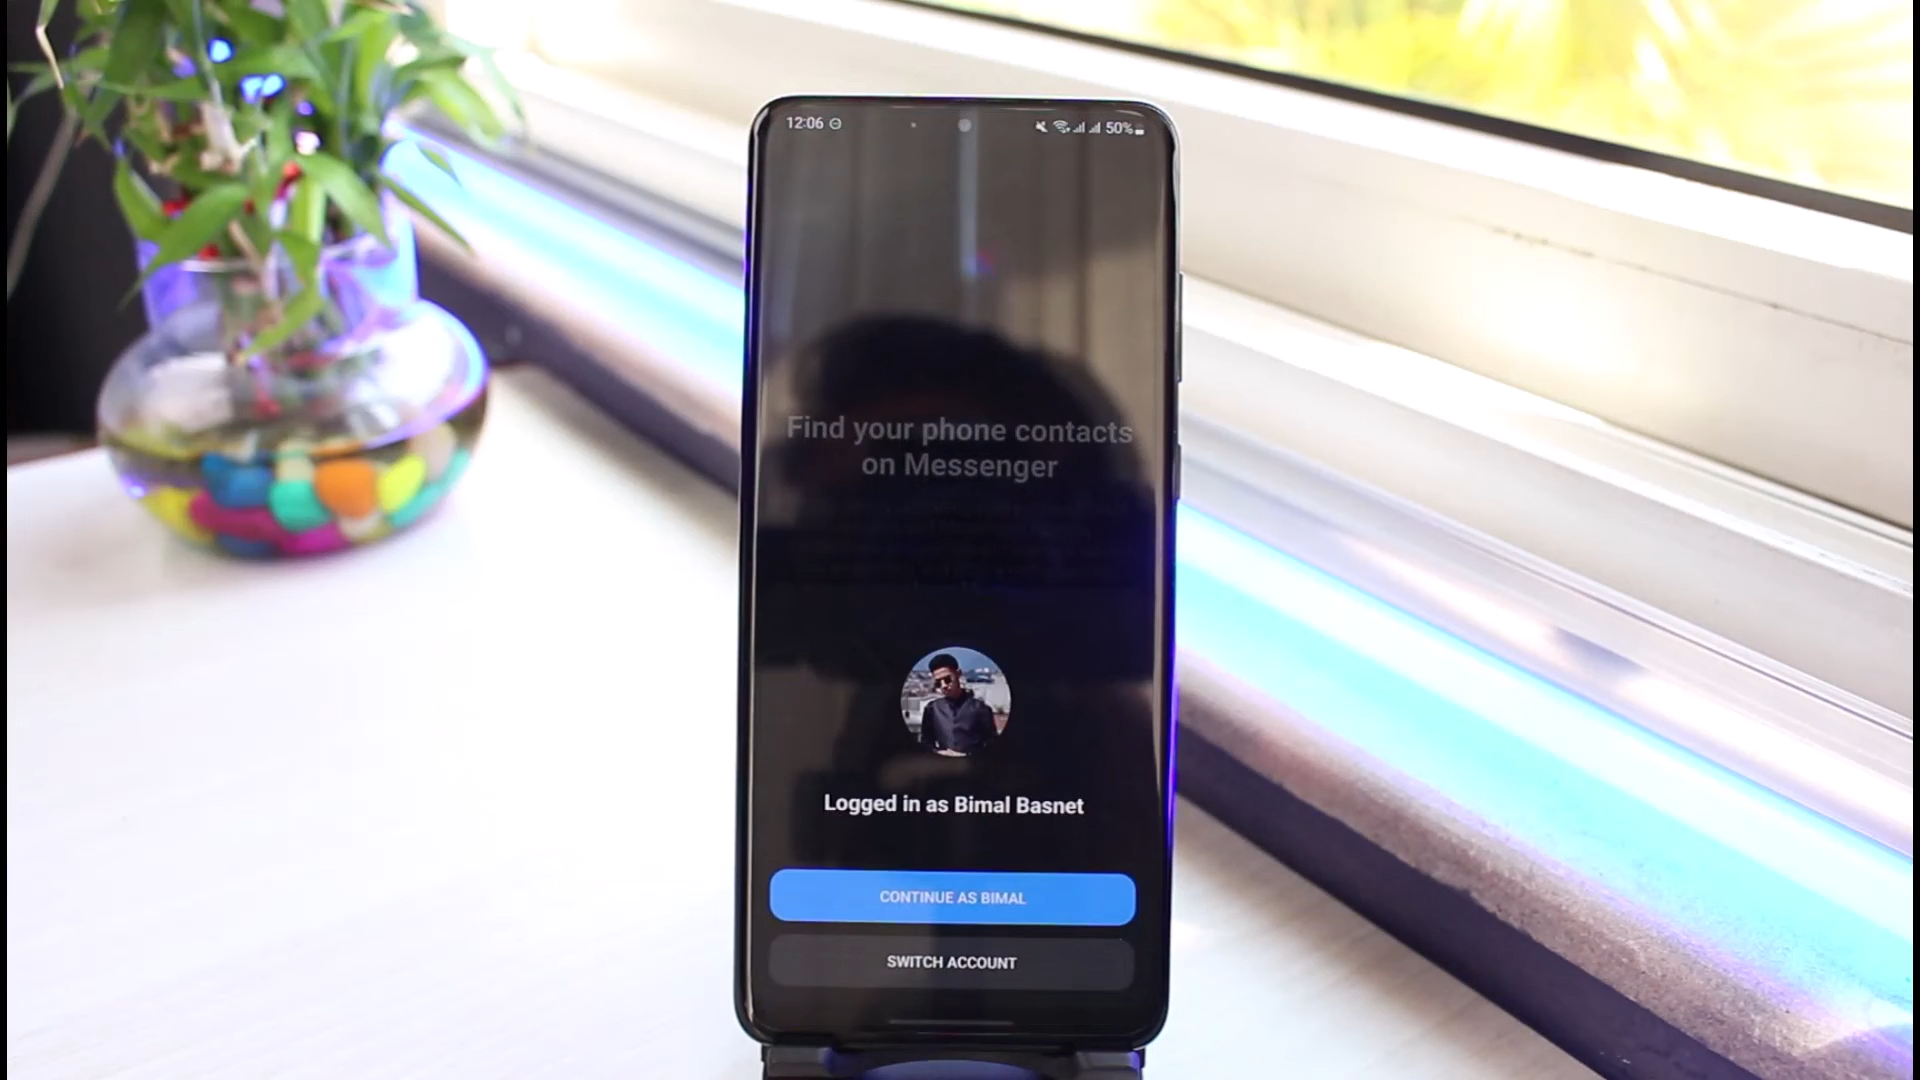 12:06
50%
Find your phone contacts
on Messenger
Logged in as Bimal Basnet
CONTINUE AS BIMAL
SWITCH ACCOUNT